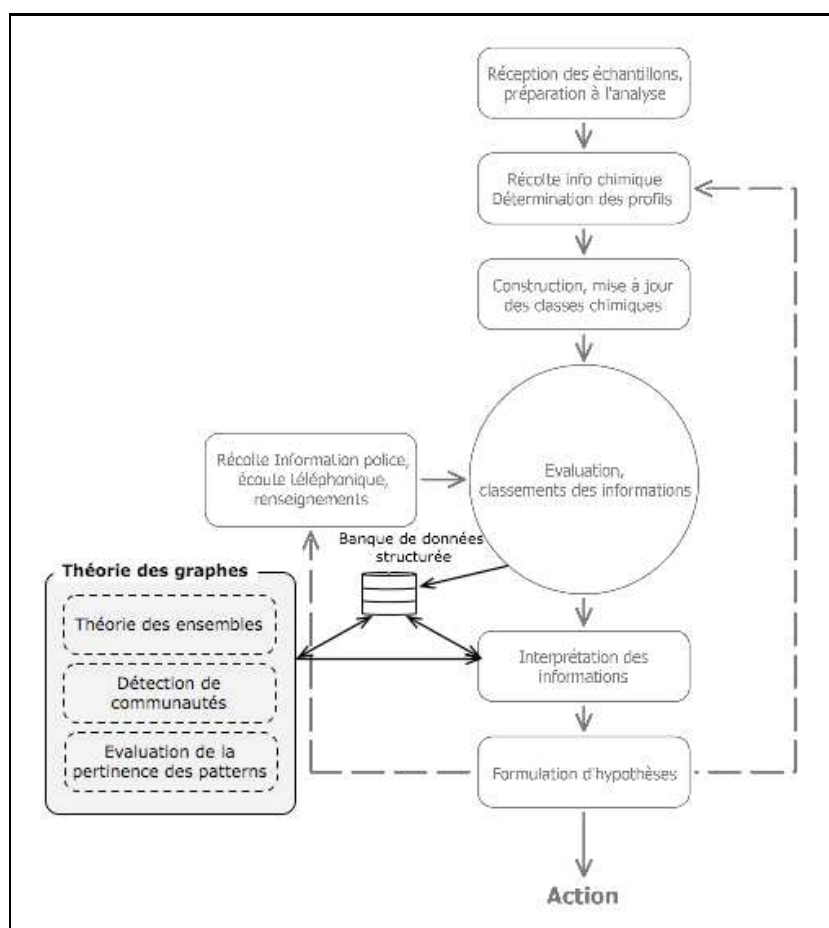 Réception des échantillons,
préparation à l'analyse
Récolte info chimique
Détermination des profils
Construction, mise à jour
des classes chimiques
Récolte Information police,
écoute téléphonique,
renseignements
Evaluation,
classements des informations
Banque de données
structurée
Théorie des graphes
Théorie des ensembles
Détection de
communautés
Evaluation de la
pertinence des patterns
Interprétation des
informations
Formulation d'hypothèses
Action